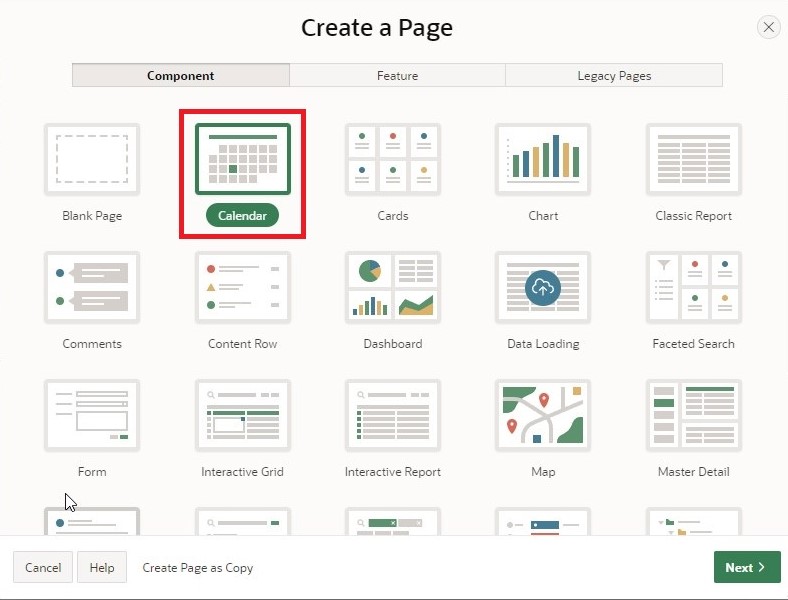 Create a Page
Component Feature Legacy Pages
Blank Page Calendar Cards Chart Classic Report
Comments Content Row Dashboard Data Loading Faceted Search
Form Interactive Grid Interactive Report Map Master Detail
Cancel Help Create Page as Copy Next